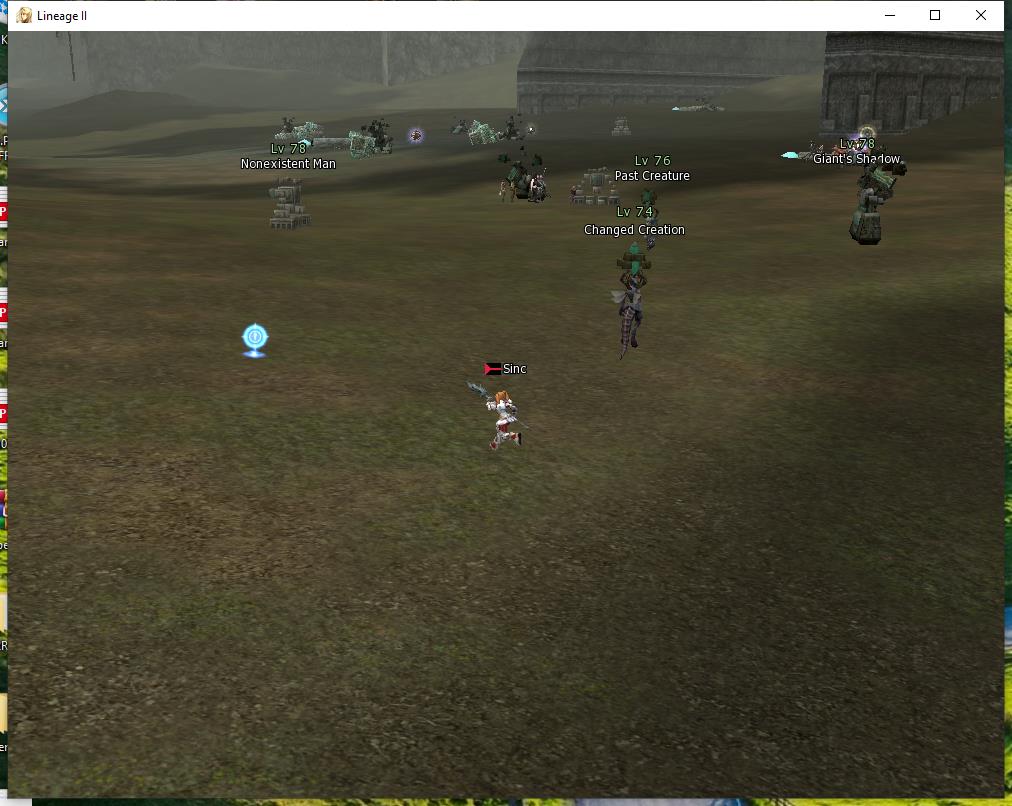 Lineage II
Lv 78
Nonexistent Man
Lv 76
Past Creature
Lv 78
Giant's Shadow
Lv 74
Changed Creation
Sinc